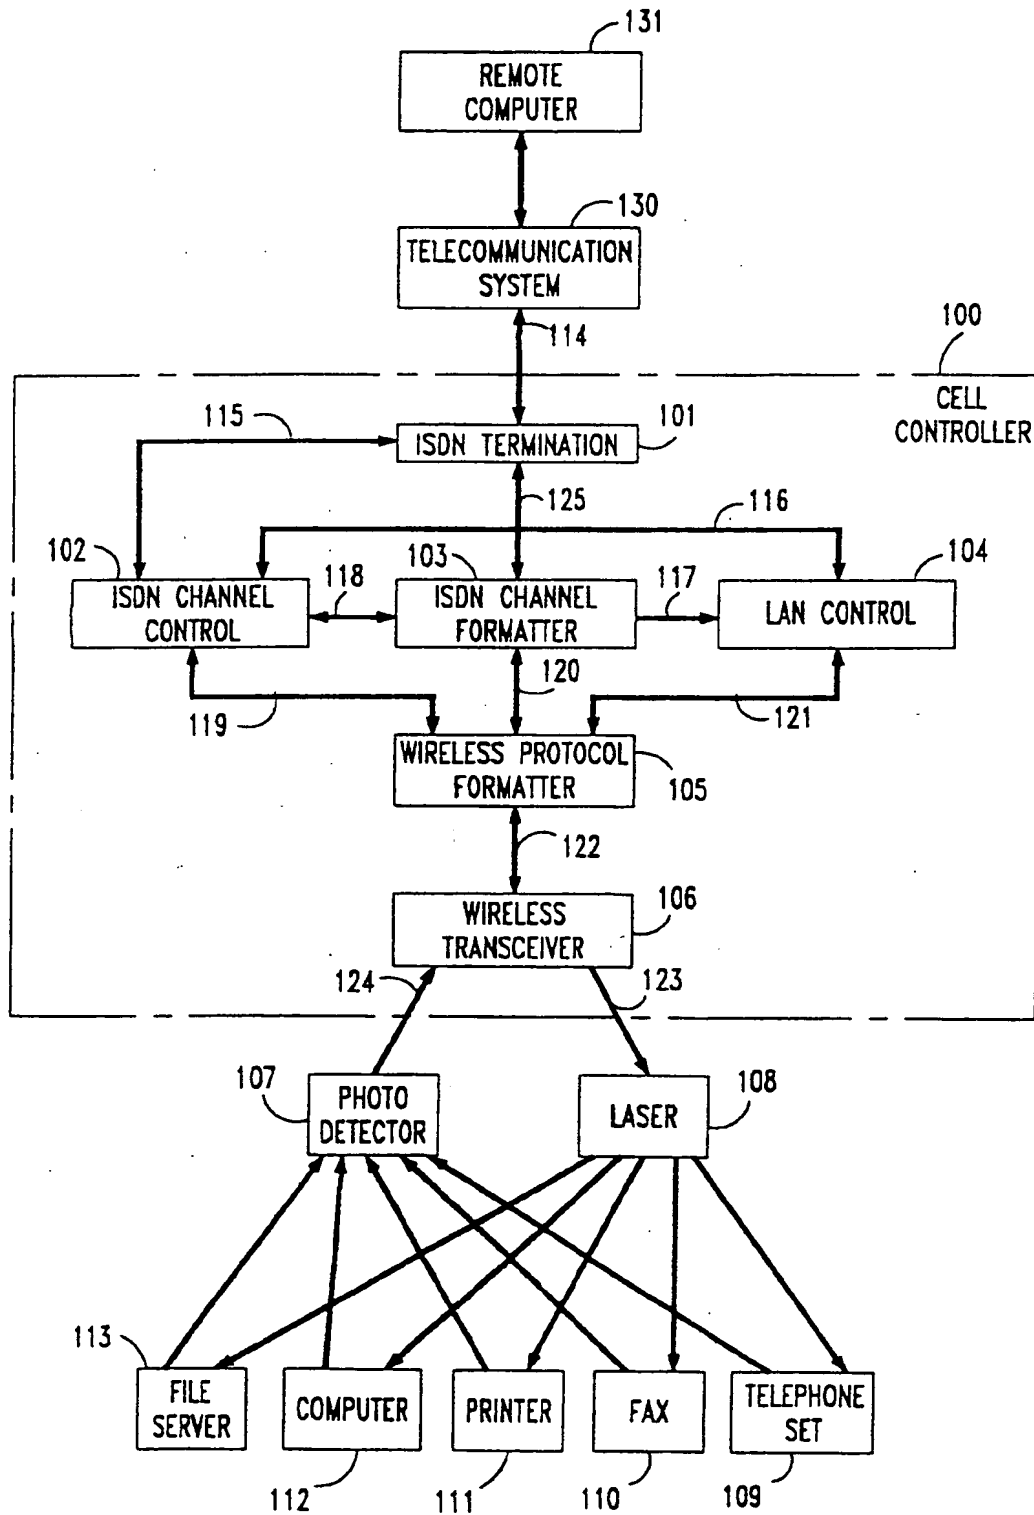 131
REMOTE
COMPUTER
130
TELECOMMUNICATION
SYSTEM
114
100
CELL
CONTROLLER
115
101
ISDN TERMINATION
125
116
102
118
103
117
104
ISDN CHANNEL
CONTROL
ISDN CHANNEL
FORMATTER
LAN CONTROL
119
120
121
WIRELESS PROTOCOL
FORMATTER
105
122
106
WIRELESS
TRANSCEIVER
124
123
107
PHOTO
DETECTOR
108
LASER
113
FILE
SERVER
COMPUTER
PRINTER
FAX
TELEPHONE
SET
112
111
110
109